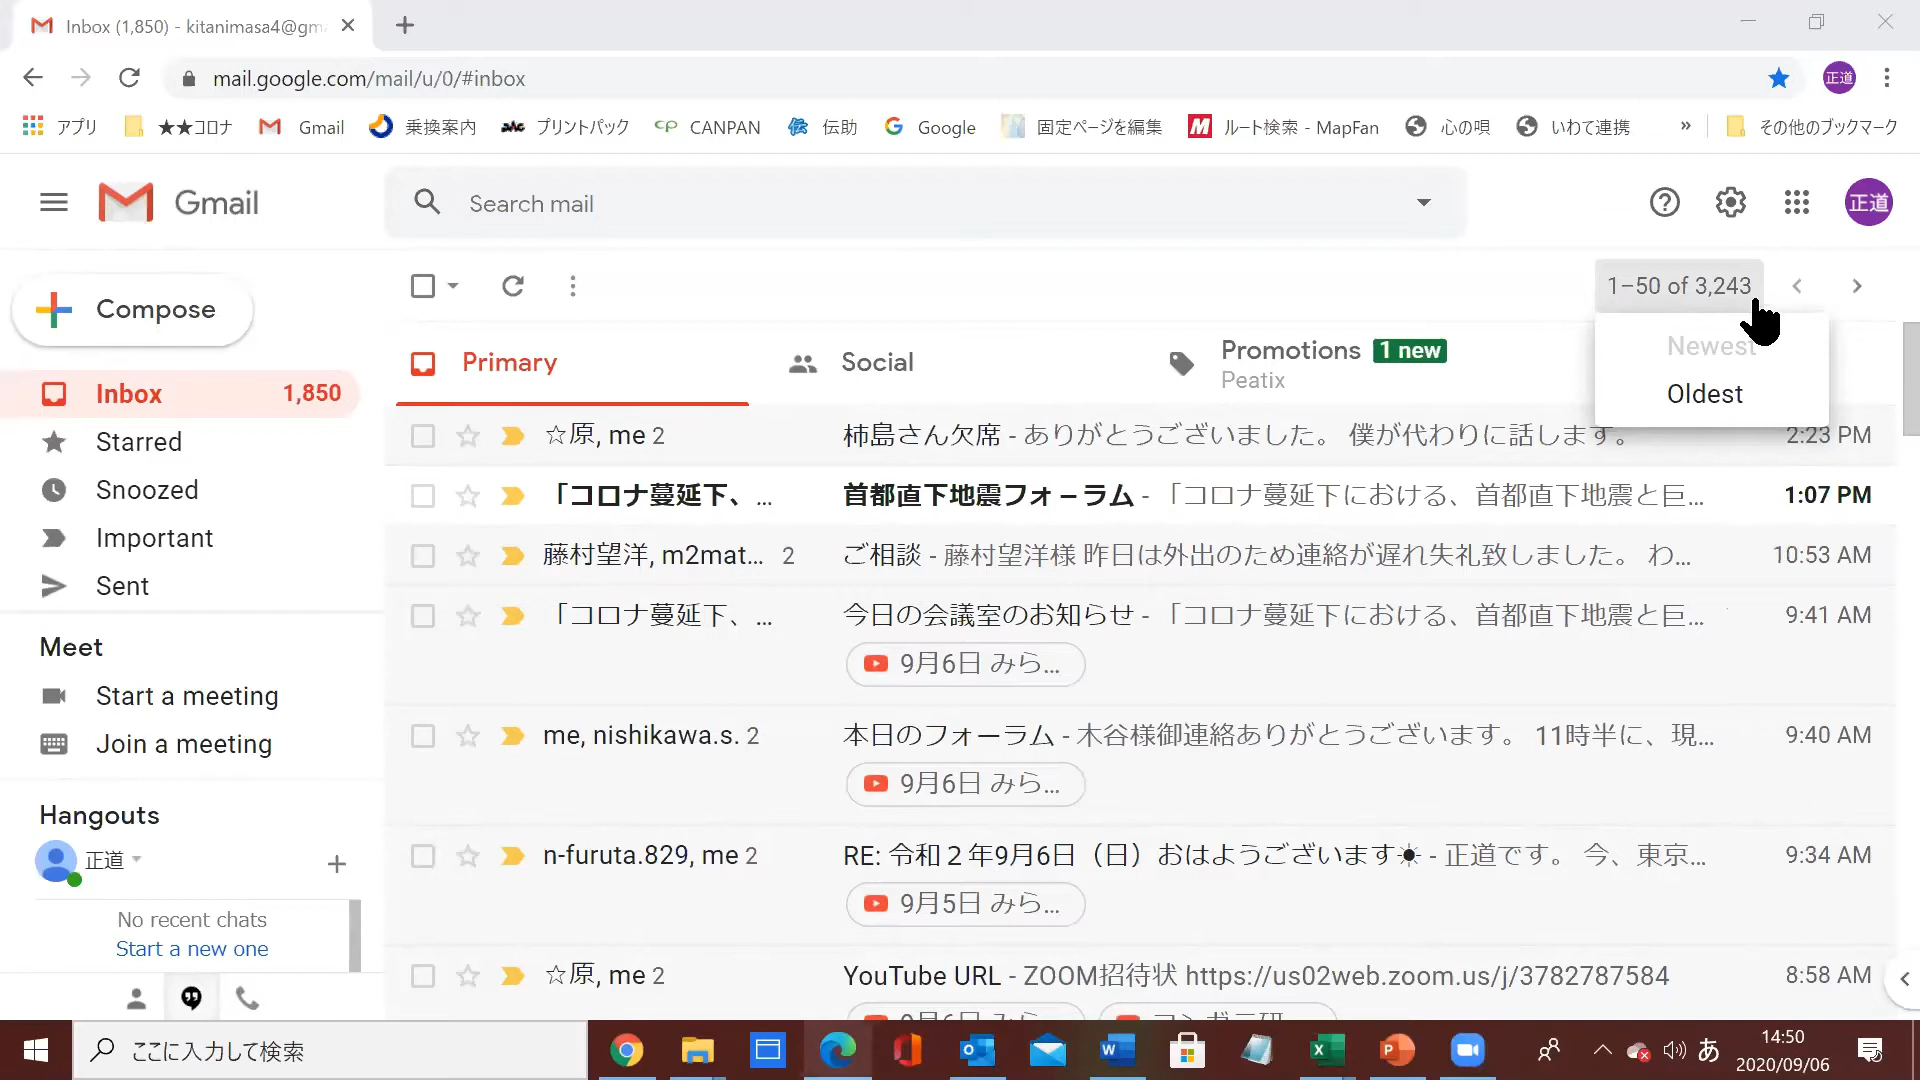 Inbox (1,850) - kitanimasa4@gm
mail.google.com/mail/u/0/#inbox
正道
アプリ ★★コロナ Gmail 乗換案内 プリントパック CANPAN 伝助 Google 固定ページを編集 ルート検索 - MapFan 心の唄 いわて連携 » その他のブックマーク
Gmail
Search mail
正道
Compose
1–50 of 3,243
Newest
Oldest
Primary
Social
Promotions 1 new
Peatix
Inbox 1,850
Starred
Snoozed
Important
Sent
Meet
Start a meeting
Join a meeting
Hangouts
正道
No recent chats
Start a new one
☆原, me 2 柿島さん欠席 - ありがとうございました。 僕が代わりに話します。 2:23 PM
「コロナ蔓延下、... 首都直下地震フォーラム - 「コロナ蔓延下における、首都直下地震と巨... 1:07 PM
藤村望洋, m2mat... 2 ご相談 - 藤村望洋様 昨日は外出のため連絡が遅れ失礼致しました。 わ... 10:53 AM
「コロナ蔓延下、... 今日の会議室のお知らせ - 「コロナ蔓延下における、首都直下地震と巨... 9:41 AM
9月6日 みら...
me, nishikawa.s. 2 本日のフォーラム - 木谷様御連絡ありがとうございます。 11時半に、現... 9:40 AM
9月6日 みら...
n-furuta.829, me 2 RE: 令和２年9月6日（日）おはようございます☀ - 正道です。 今、東京... 9:34 AM
9月5日 みら...
☆原, me 2 YouTube URL - ZOOM招待状 https://us02web.zoom.us/j/3782787584 8:58 AM
ここに入力して検索
あ
14:50
2020/09/06